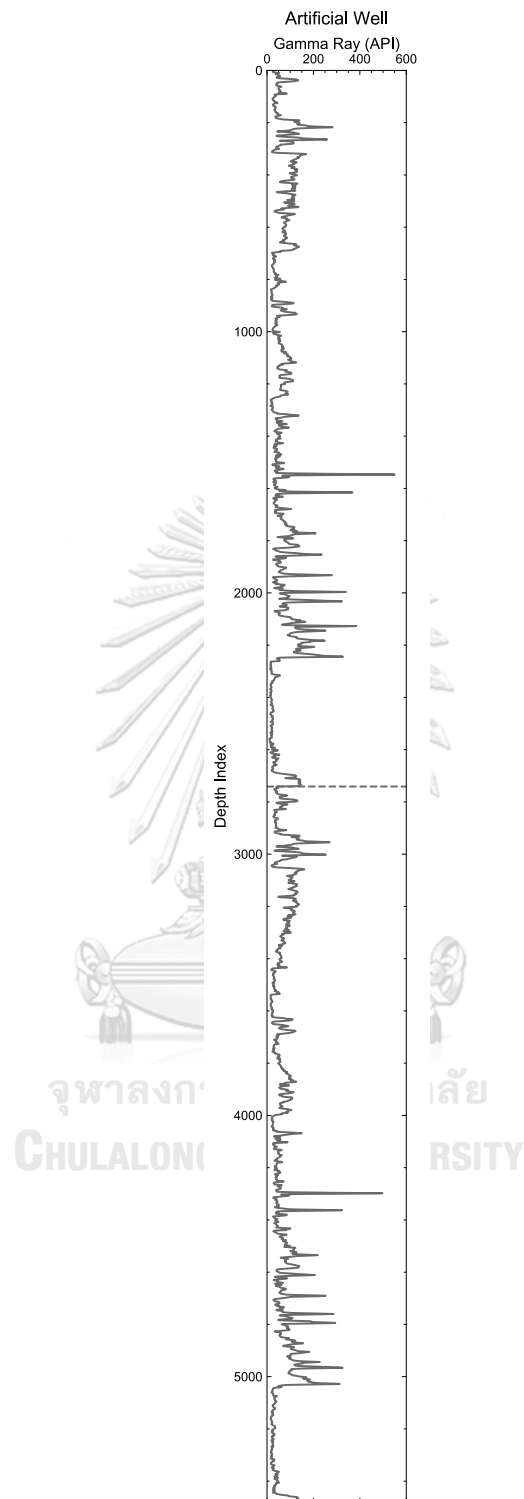 Artificial Well
Gamma Ray (API)
0 200 400 600
0
1000
2000
Depth Index
3000
4000
5000
จุฬาลงก
ลัย
CHULALON
RSITY